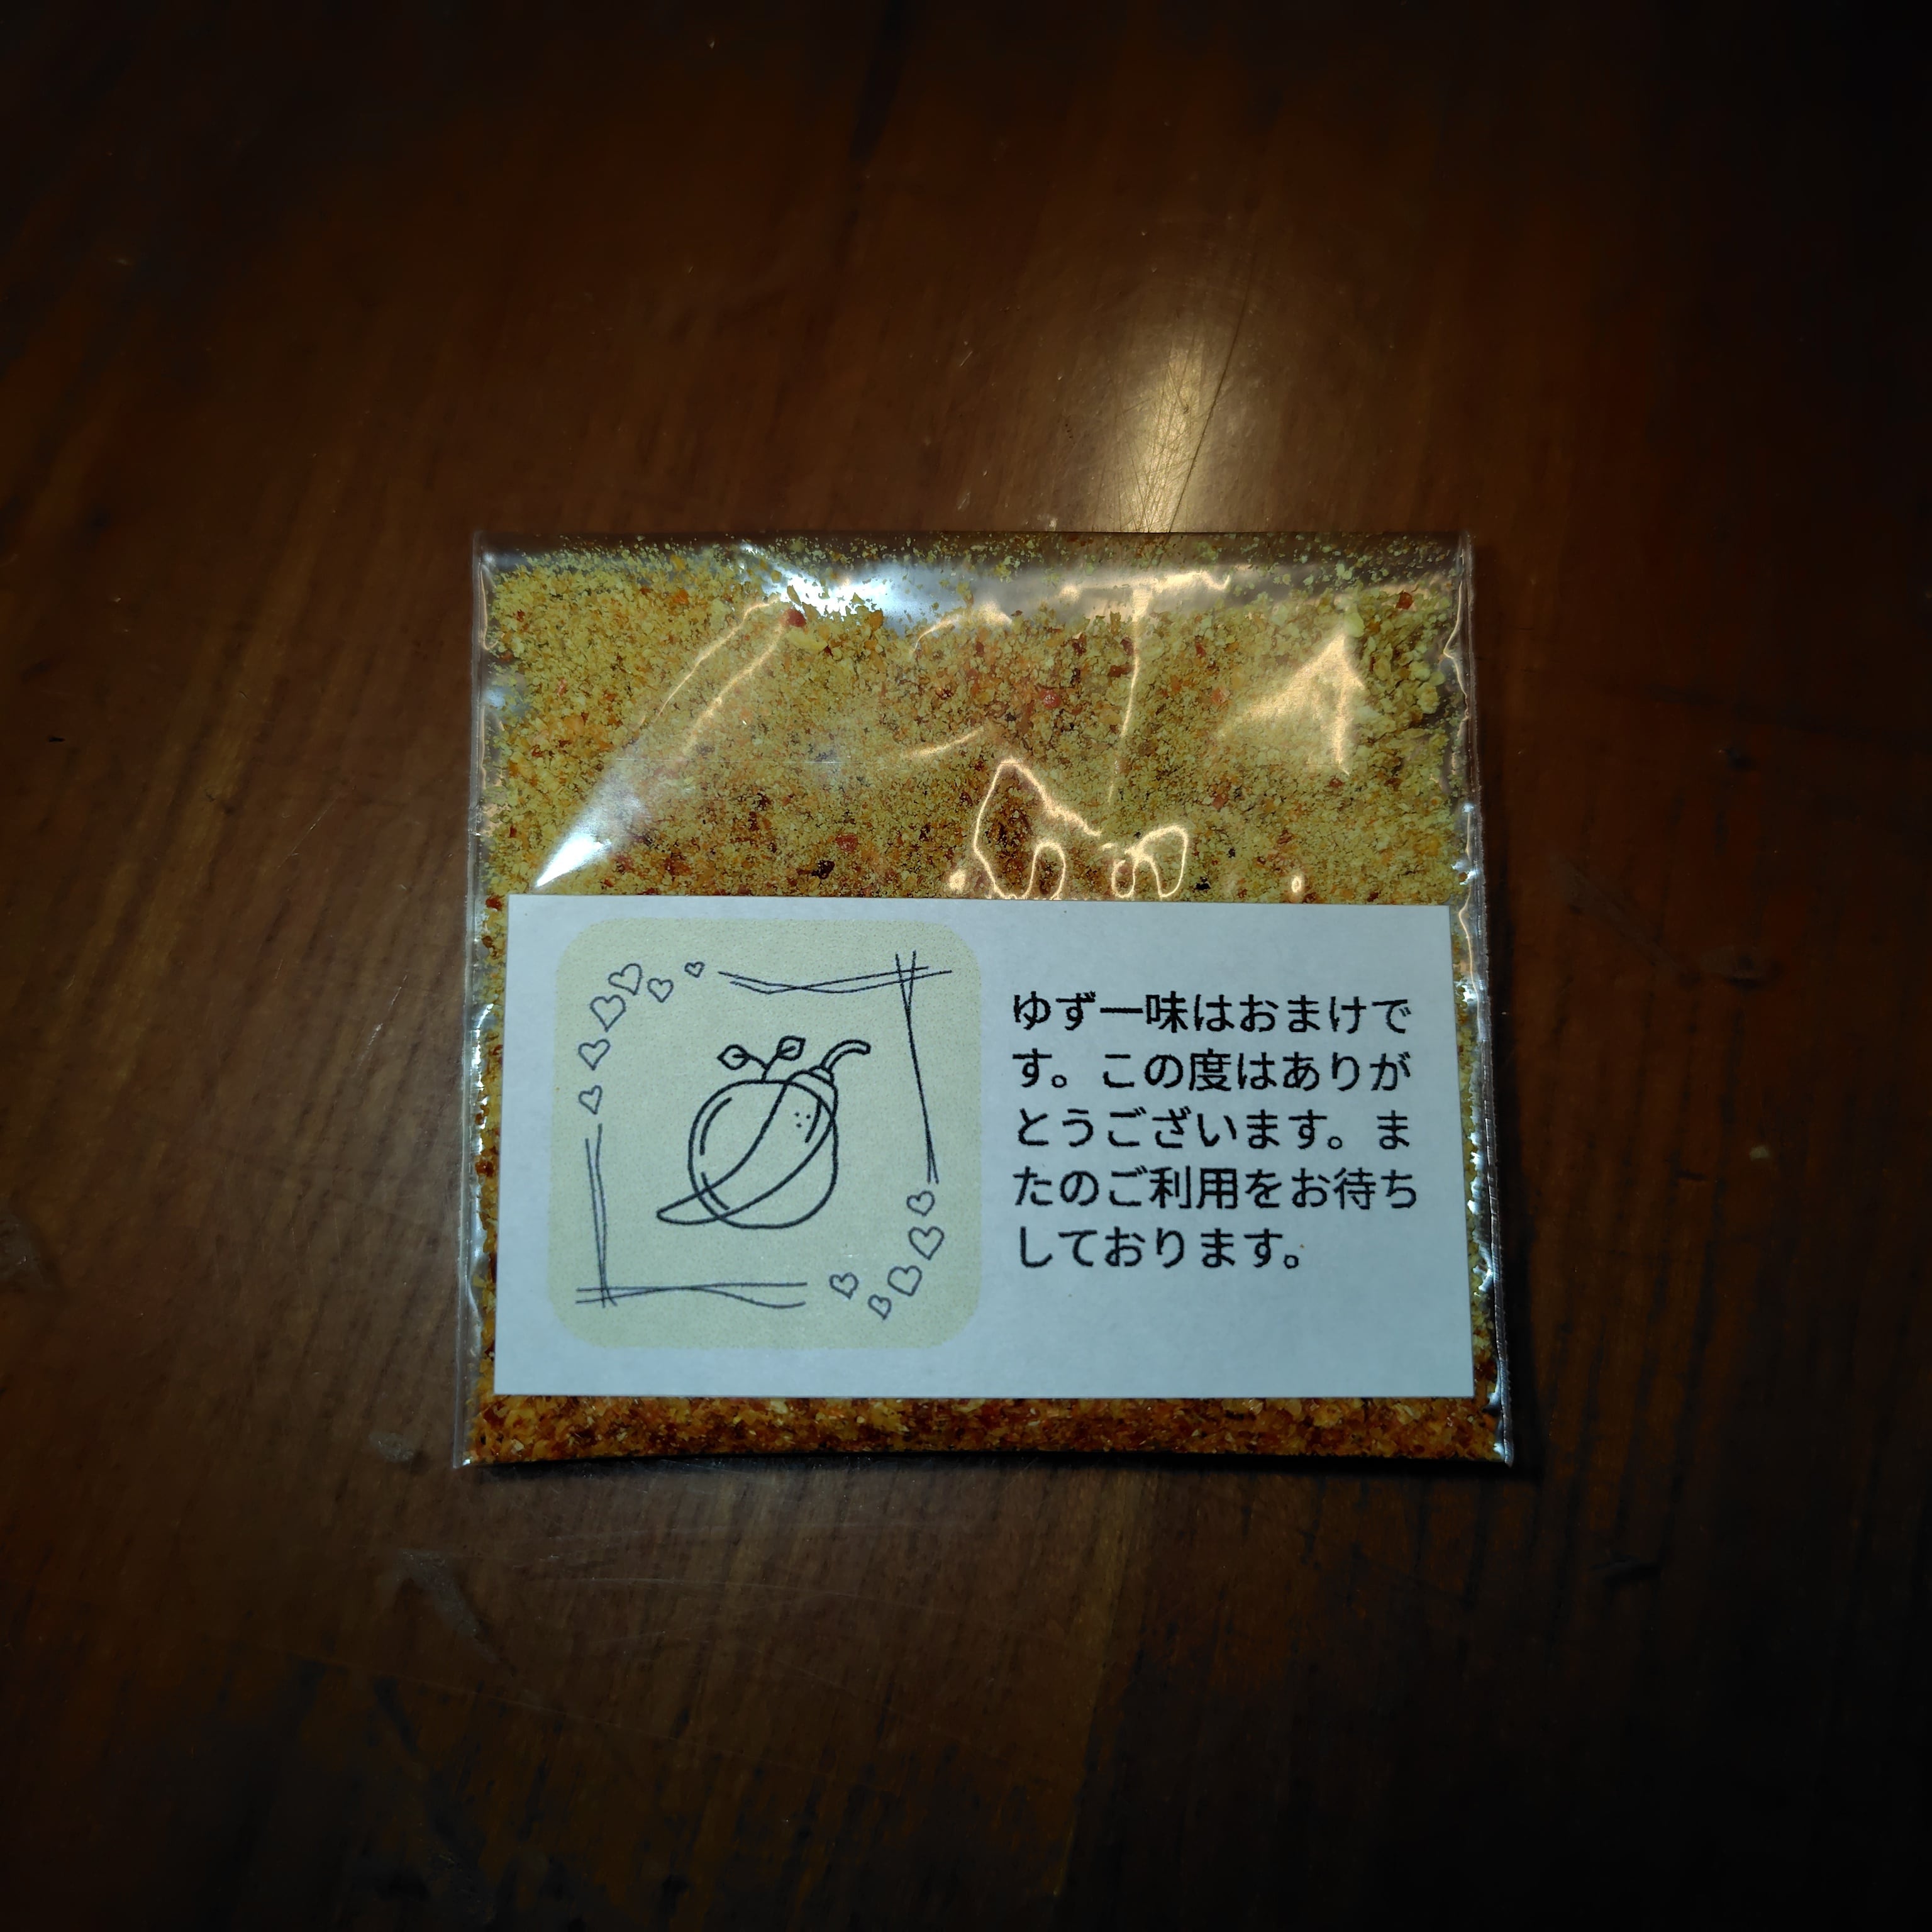 ゆず一味はおまけで
す。この度はありが
とうございます。ま
たのご利用をお待ち
しております。